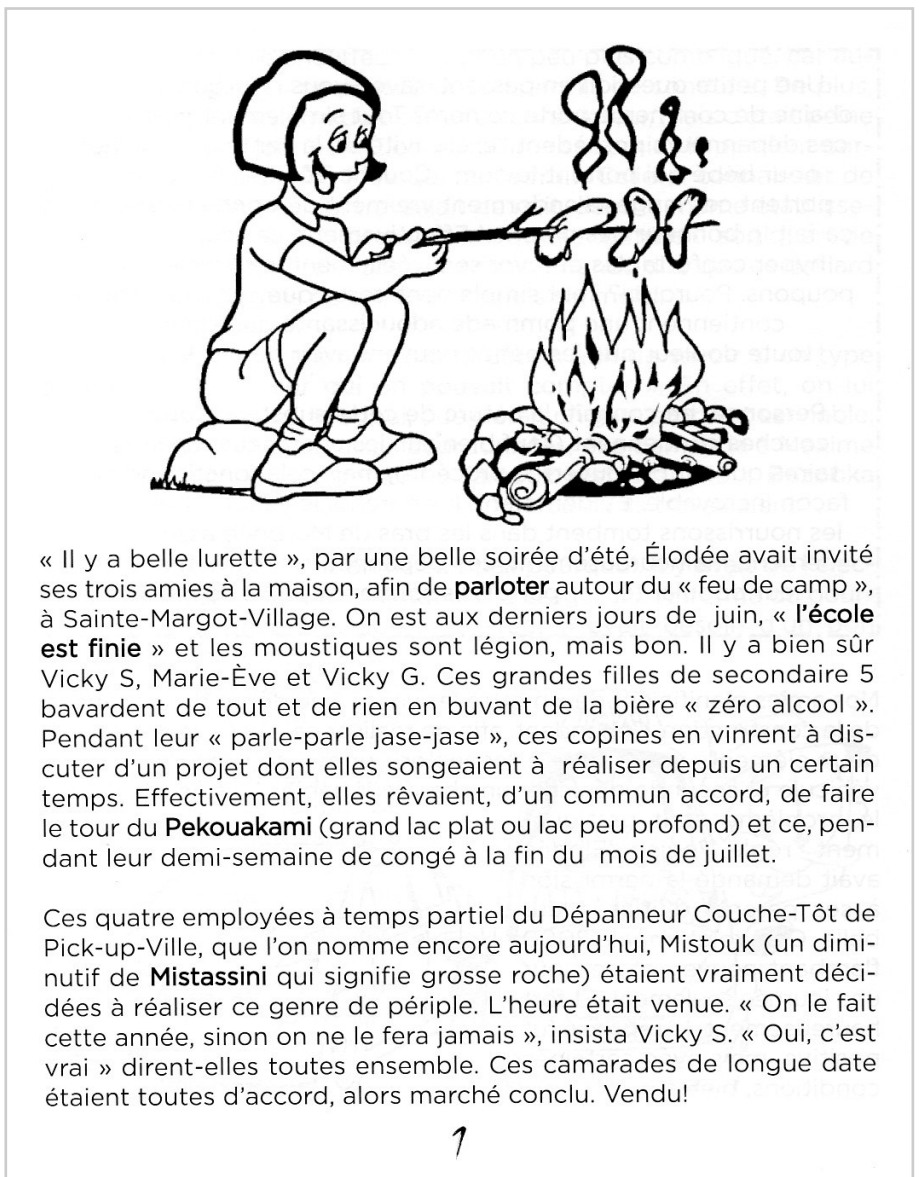 « Il y a belle lurette », par une belle soirée d’été, Élodée avait invité
ses trois amies à la maison, afin de parloter autour du « feu de camp »,
à Sainte-Margot-Village. On est aux derniers jours de juin, « l’école
est finie » et les moustiques sont légion, mais bon. Il y a bien sûr
Vicky S, Marie-Ève et Vicky G. Ces grandes filles de secondaire 5
bavardent de tout et de rien en buvant de la bière « zéro alcool ».
Pendant leur « parle-parle jase-jase », ces copines en vinrent à dis-
cuter d’un projet dont elles songeaient à réaliser depuis un certain
temps. Effectivement, elles rêvaient, d’un commun accord, de faire
le tour du Pekouakami (grand lac plat ou lac peu profond) et ce, pen-
dant leur demi-semaine de congé à la fin du mois de juillet.
Ces quatre employées à temps partiel du Dépanneur Couche-Tôt de
Pick-up-Ville, que l’on nomme encore aujourd’hui, Mistouk (un dimi-
nutif de Mistassini qui signifie grosse roche) étaient vraiment déci-
dées à réaliser ce genre de périple. L’heure était venue. « On le fait
cette année, sinon on ne le fera jamais », insista Vicky S. « Oui, c’est
vrai » dirent-elles toutes ensemble. Ces camarades de longue date
étaient toutes d’accord, alors marché conclu. Vendu!
1